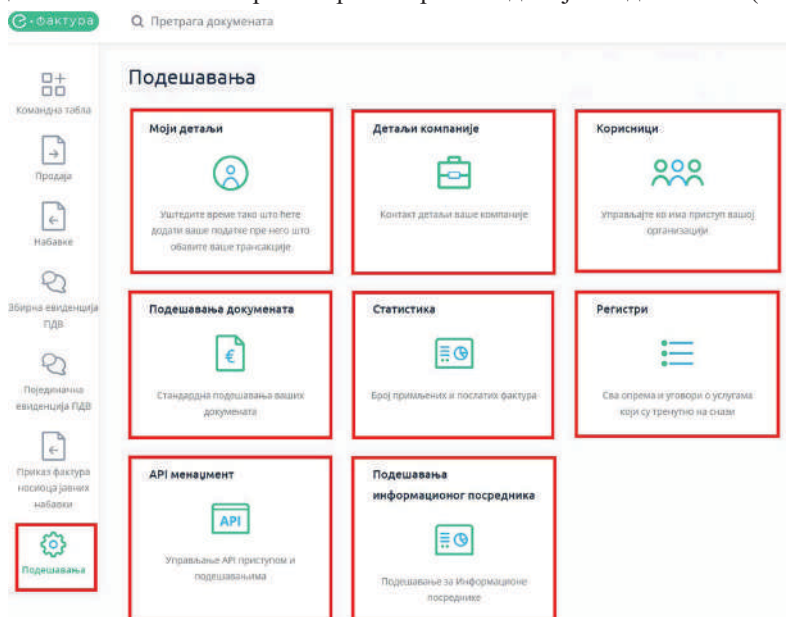 е-Фактура
Претрага документа
Командна табла
Продаја
Набавке
Збирна евиденција
ПДВ
Појединачна
евиденција ПДВ
Приказ фактура
носиоца јавних
набавки
Подешавања
Подешавања
Моји детаљи
Уштедите време тако што ћете
додати ваше податке пре него што
обавите ваше трансакције
Детаљи компаније
Контакт детаљи ваше компаније
Корисници
Управљајте ко има приступ вашој
организацији
Подешавања докумената
€
Стандардна подешавања ваших
докумената
Статистика
Број примљених и послатих фактура
Регистри
Сва опрема и уговори о услугама
који су тренутно на снази
API менаџмент
API
Управљање API приступом и
подешавањима
Подешавања
информационог посредника
Подешавање за Информационе
посреднике